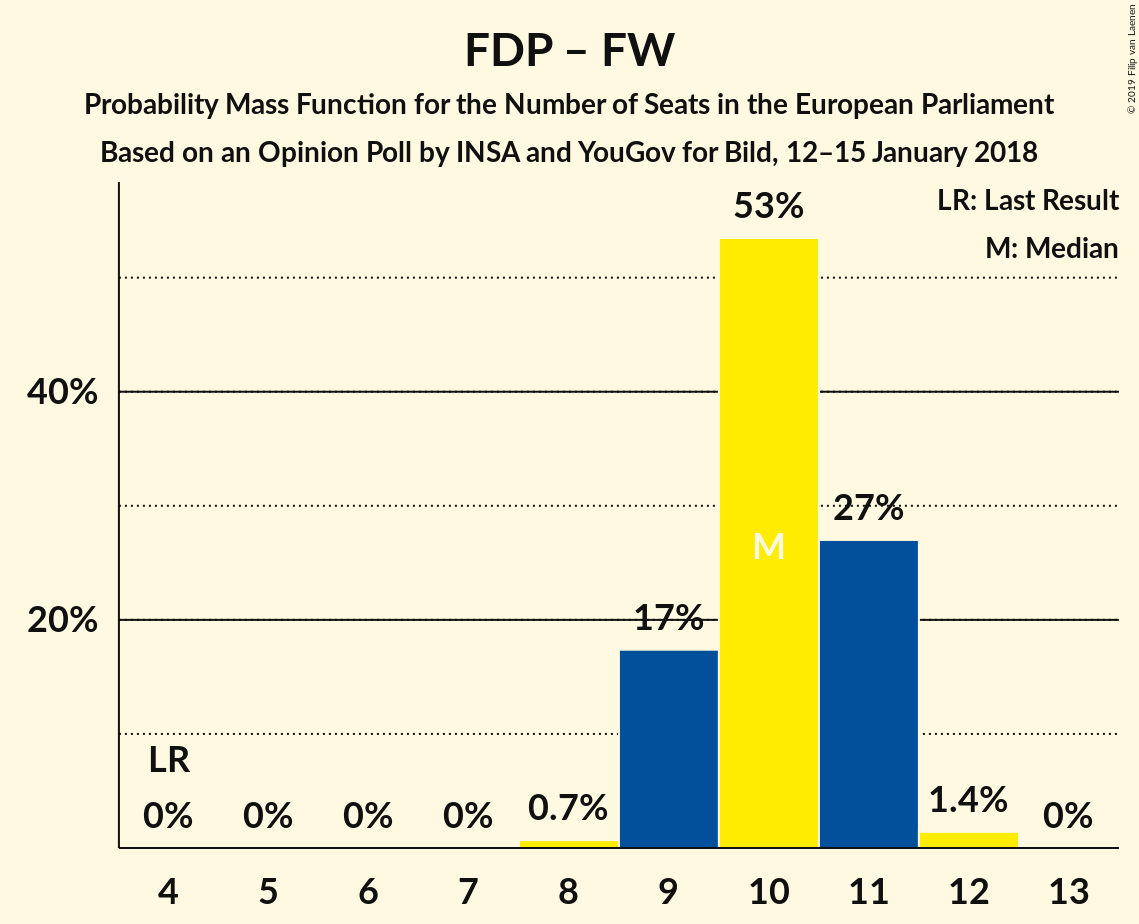 FDP – FW
Probability Mass Function for the Number of Seats in the European Parliament
Based on an Opinion Poll by INSA and YouGov for Bild, 12–15 January 2018
© 2019 Filip van Laenen
LR: Last Result
M: Median
53%
40%
27%
M
20%
17%
LR
0% 0% 0% 0% 0.7% 1.4% 0%
4 5 6 7 8 9 10 11 12 13